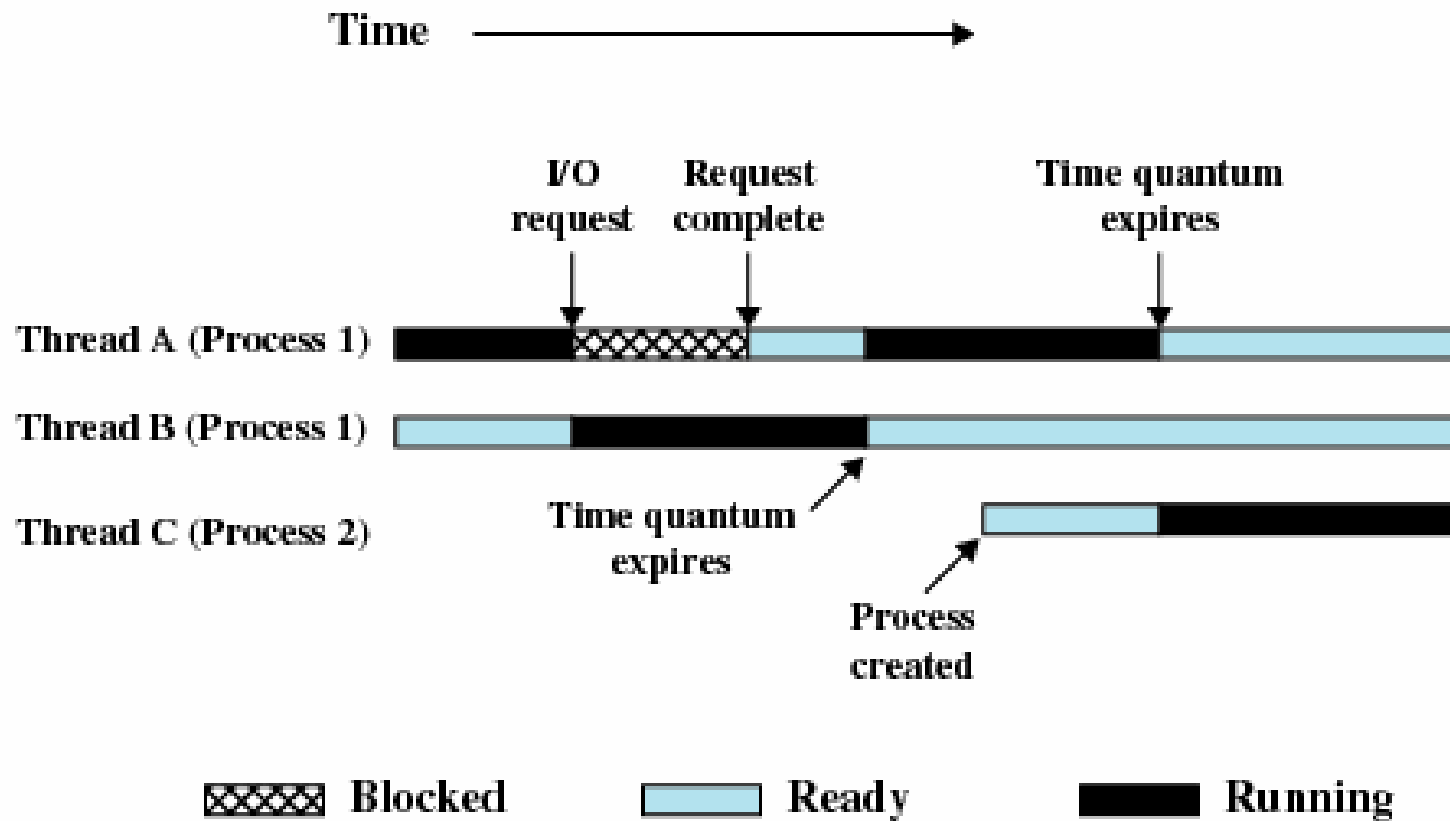 Time
I/O
request
Request
complete
Time quantum
expires
Thread A (Process 1)
Thread B (Process 1)
Thread C (Process 2)
Time quantum
expires
Process
created
Blocked
Ready
Running